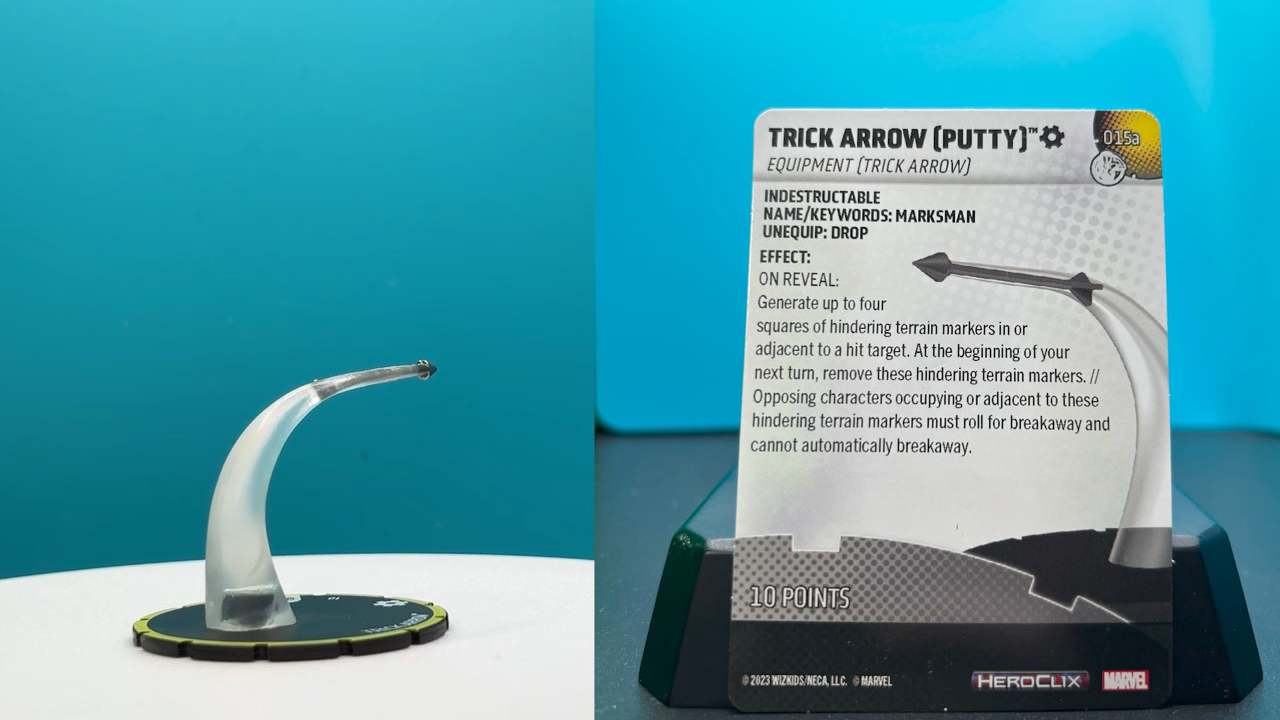 TRICK ARROW (PUTTY)™
015a
EQUIPMENT (TRICK ARROW)
INDESTRUCTABLE
NAME/KEYWORDS: MARKSMAN
UNEQUIP: DROP
EFFECT:
ON REVEAL:
Generate up to four
squares of hindering terrain markers in or
adjacent to a hit target. At the beginning of your
next turn, remove these hindering terrain markers. //
Opposing characters occupying or adjacent to these
hindering terrain markers must roll for breakaway and
cannot automatically breakaway.
10 POINTS
© 2023 WIZKIDS/NECA, LLC. © MARVEL
HEROCLIX
MARVEL